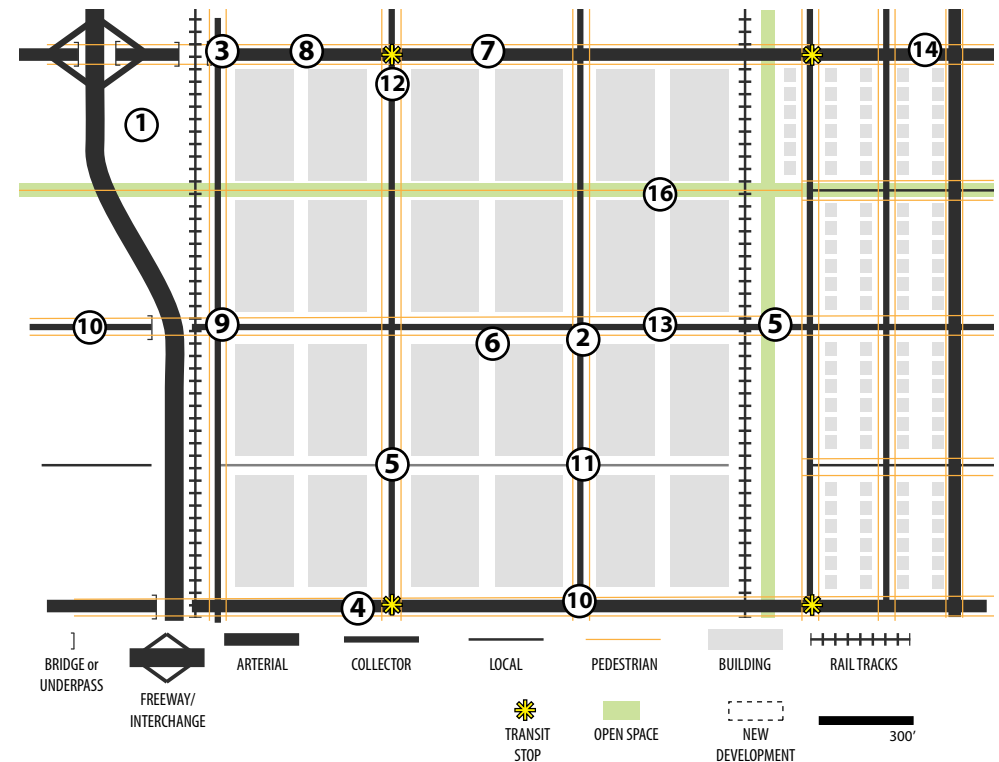 3
8
7
14
12
1
16
10
9
6
2
13
5
5
11
4
10
BRIDGE or
UNDERPASS
FREEWAY/
INTERCHANGE
ARTERIAL
COLLECTOR
LOCAL
PEDESTRIAN
BUILDING
RAIL TRACKS
TRANSIT
STOP
OPEN SPACE
NEW
DEVELOPMENT
300’